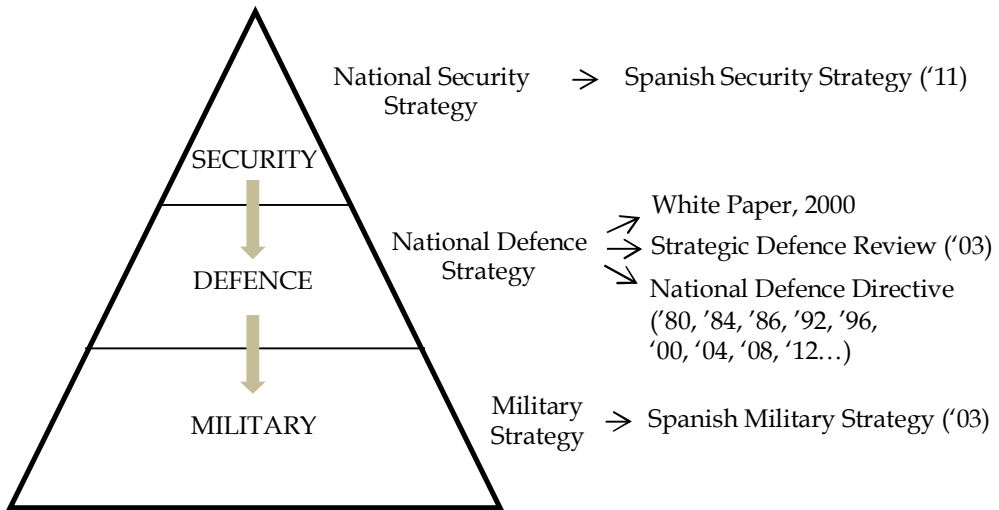 National Security
Strategy
Spanish Security Strategy (‘11)
SECURITY
White Paper, 2000
National Defence
Strategy
Strategic Defence Review (‘03)
DEFENCE
National Defence Directive
(’80, ’84, ’86, ’92, ’96,
‘00, ‘04, ‘08, ‘12…)
Military
Strategy
Spanish Military Strategy (‘03)
MILITARY